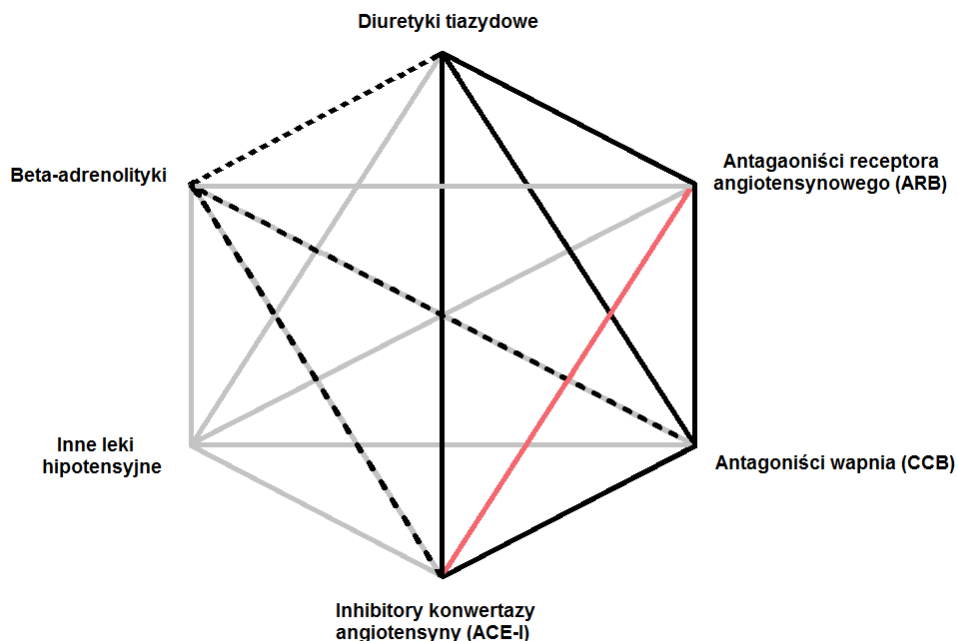 Diuretyki tiazydowe
Beta-adrenolityki
Antagaoniści receptora
angiotensynowego (ARB)
Inne leki
hipotensyjne
Antagoniści wapnia (CCB)
Inhibitory konwertazy
angiotensyny (ACE-I)